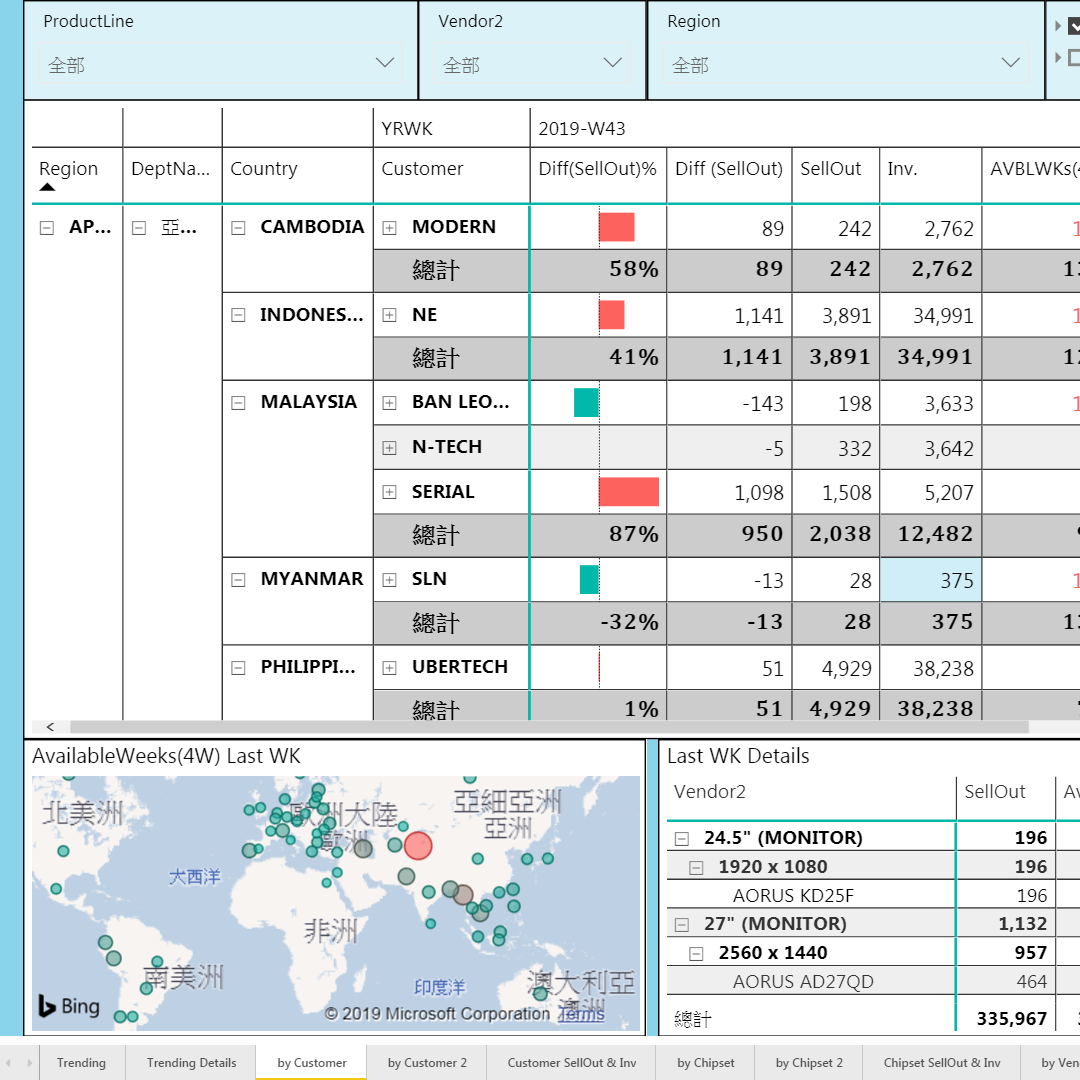 ProductLine
全部
Vendor2
全部
Region
全部
YRWK 2019-W43
Region DeptNa... Country Customer Diff(SellOut)% Diff (SellOut) SellOut Inv. AVBLWKs(
AP... 亞... CAMBODIA MODERN 89 242 2,762
總計 58% 89 242 2,762
INDONES... NE 1,141 3,891 34,991
總計 41% 1,141 3,891 34,991
MALAYSIA BAN LEO... -143 198 3,633
N-TECH -5 332 3,642
SERIAL 1,098 1,508 5,207
總計 87% 950 2,038 12,482
MYANMAR SLN -13 28 375
總計 -32% -13 28 375
PHILIPPI... UBERTECH 51 4,929 38,238
總計 1% 51 4,929 38,238
AvailableWeeks(4W) Last WK
北美洲
歐洲大陸
歐洲
亞細亞洲
亞洲
大西洋
非洲
南美洲
印度洋
澳大利亞
澳洲
Bing
© 2019 Microsoft Corporation Terms
Last WK Details
Vendor2 SellOut Av
24.5" (MONITOR) 196
1920 x 1080 196
AORUS KD25F 196
27" (MONITOR) 1,132
2560 x 1440 957
AORUS AD27QD 464
總計 335,967
Trending Trending Details by Customer by Customer 2 Customer SellOut & Inv by Chipset by Chipset 2 Chipset SellOut & Inv by Ven